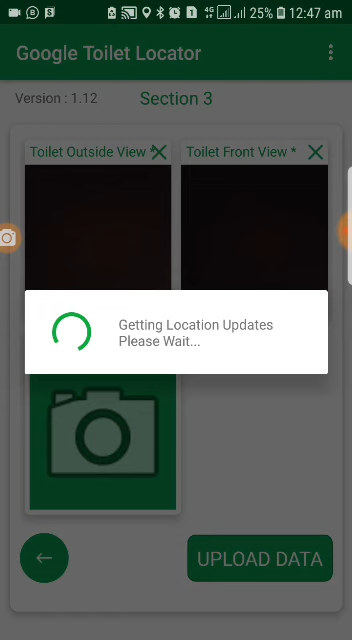 25% 12:47 am
Google Toilet Locator
Version : 1.12
Section 3
Toilet Outside View *
Toilet Front View *
Getting Location Updates
Please Wait...
UPLOAD DATA